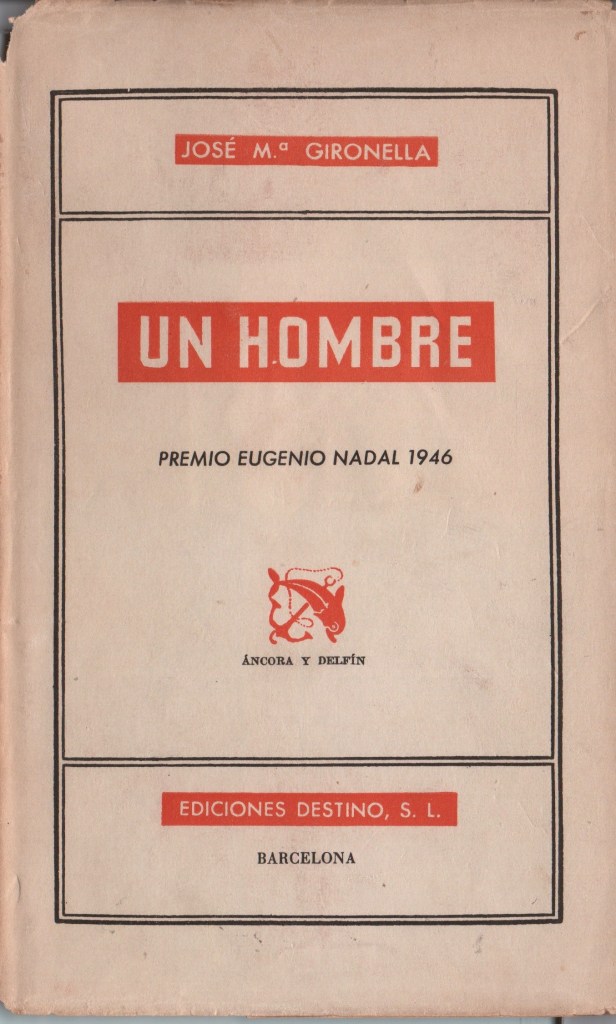 JOSÉ M.ª GIRONELLA
UN HOMBRE
PREMIO EUGENIO NADAL 1946
ÁNCORA Y DELFÍN
EDICIONES DESTINO, S. L.
BARCELONA